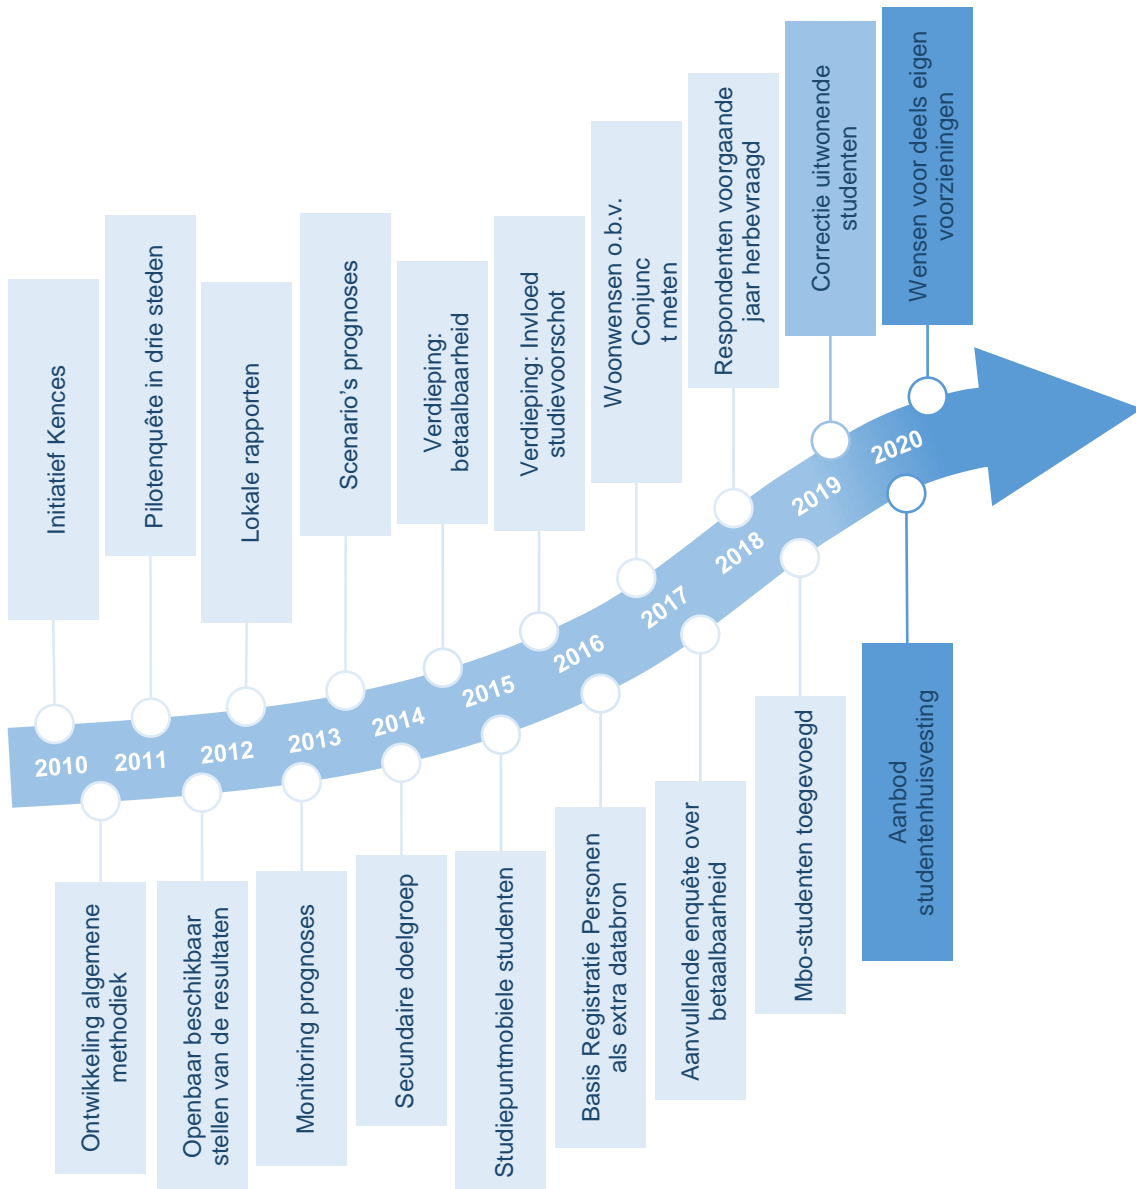 Initiatief Kences
Pilotenquête in drie steden
Lokale rapporten
Scenario's prognoses
Verdieping:
betaalbaarheid
Verdieping: Invloed
studievoorschot
Woonwensen o.b.v.
Conjunc
t meten
Respondenten voorgaande
jaar herbevraagd
Correctie uitwonende
studenten
Wensen voor deels eigen
voorzieningen
2010
2011
2012
2013
2014
2015
2016
2017
2018
2019
2020
Ontwikkeling algemene
methodiek
Openbaar beschikbaar
stellen van de resultaten
Monitoring prognoses
Secundaire doelgroep
Studiepuntmobiele studenten
Basis Registratie Personen
als extra databron
Aanvullende enquête over
betaalbaarheid
Mbo-studenten toegevoegd
Aanbod
studentenhuisvesting